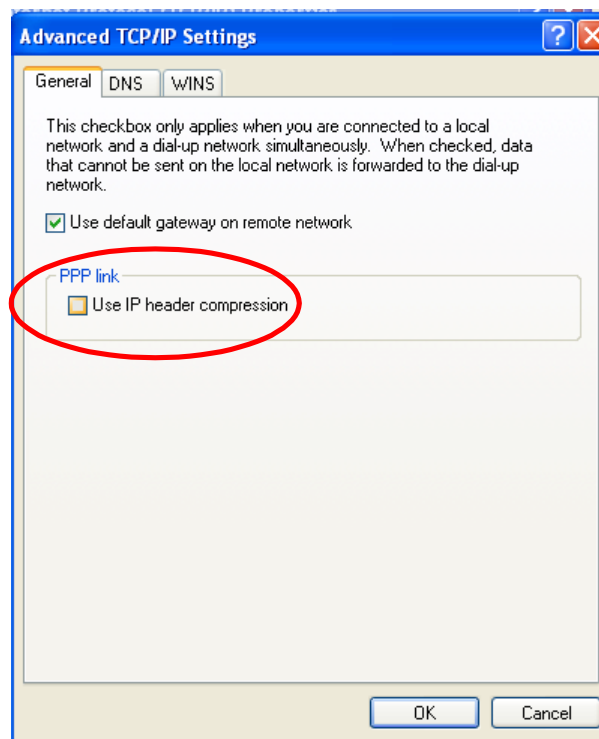 Advanced TCP/IP Settings
General DNS WINS
This checkbox only applies when you are connected to a local
network and a dial-up network simultaneously. When checked, data
that cannot be sent on the local network is forwarded to the dial-up
network.
Use default gateway on remote network
PPP link
Use IP header compression
OK Cancel